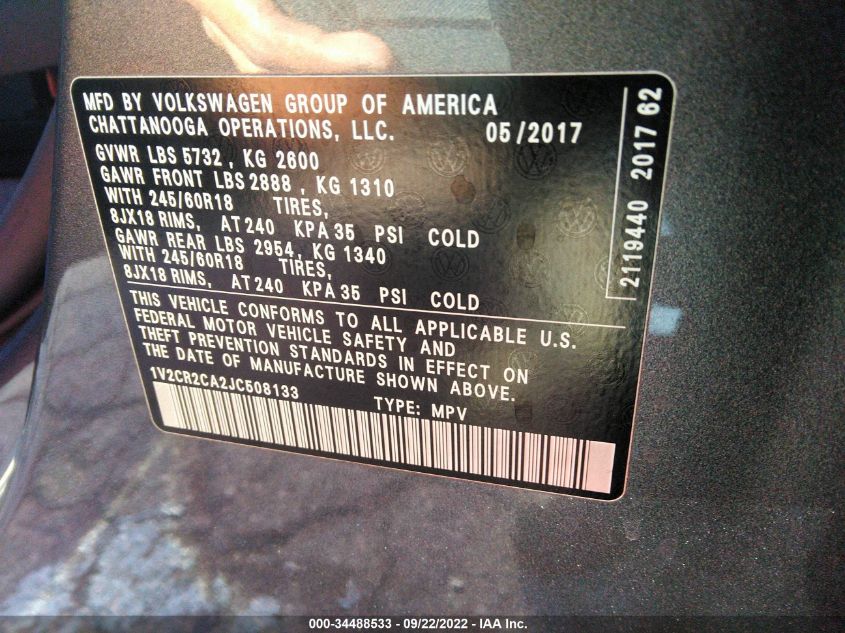 MFD BY VOLKSWAGEN GROUP OF AMERICA
CHATTANOOGA OPERATIONS, LLC. 05/2017
GVWR LBS 5732 , KG 2600
GAWR FRONT LBS 2888 , KG 1310
WITH 245/60R18 TIRES,
8JX18 RIMS, AT 240 KPA 35 PSI COLD
GAWR REAR LBS 2954, KG 1340
WITH 245/60R18 TIRES,
8JX18 RIMS, AT 240 KPA 35 PSI COLD
THIS VEHICLE CONFORMS TO ALL APPLICABLE U.S.
FEDERAL MOTOR VEHICLE SAFETY AND
THEFT PREVENTION STANDARDS IN EFFECT ON
THE DATE OF MANUFACTURE SHOWN ABOVE.
1V2CR2CA2JC508133 TYPE: MPV
2119440 2017 62
000-34488533 - 09/22/2022 - IAA Inc.